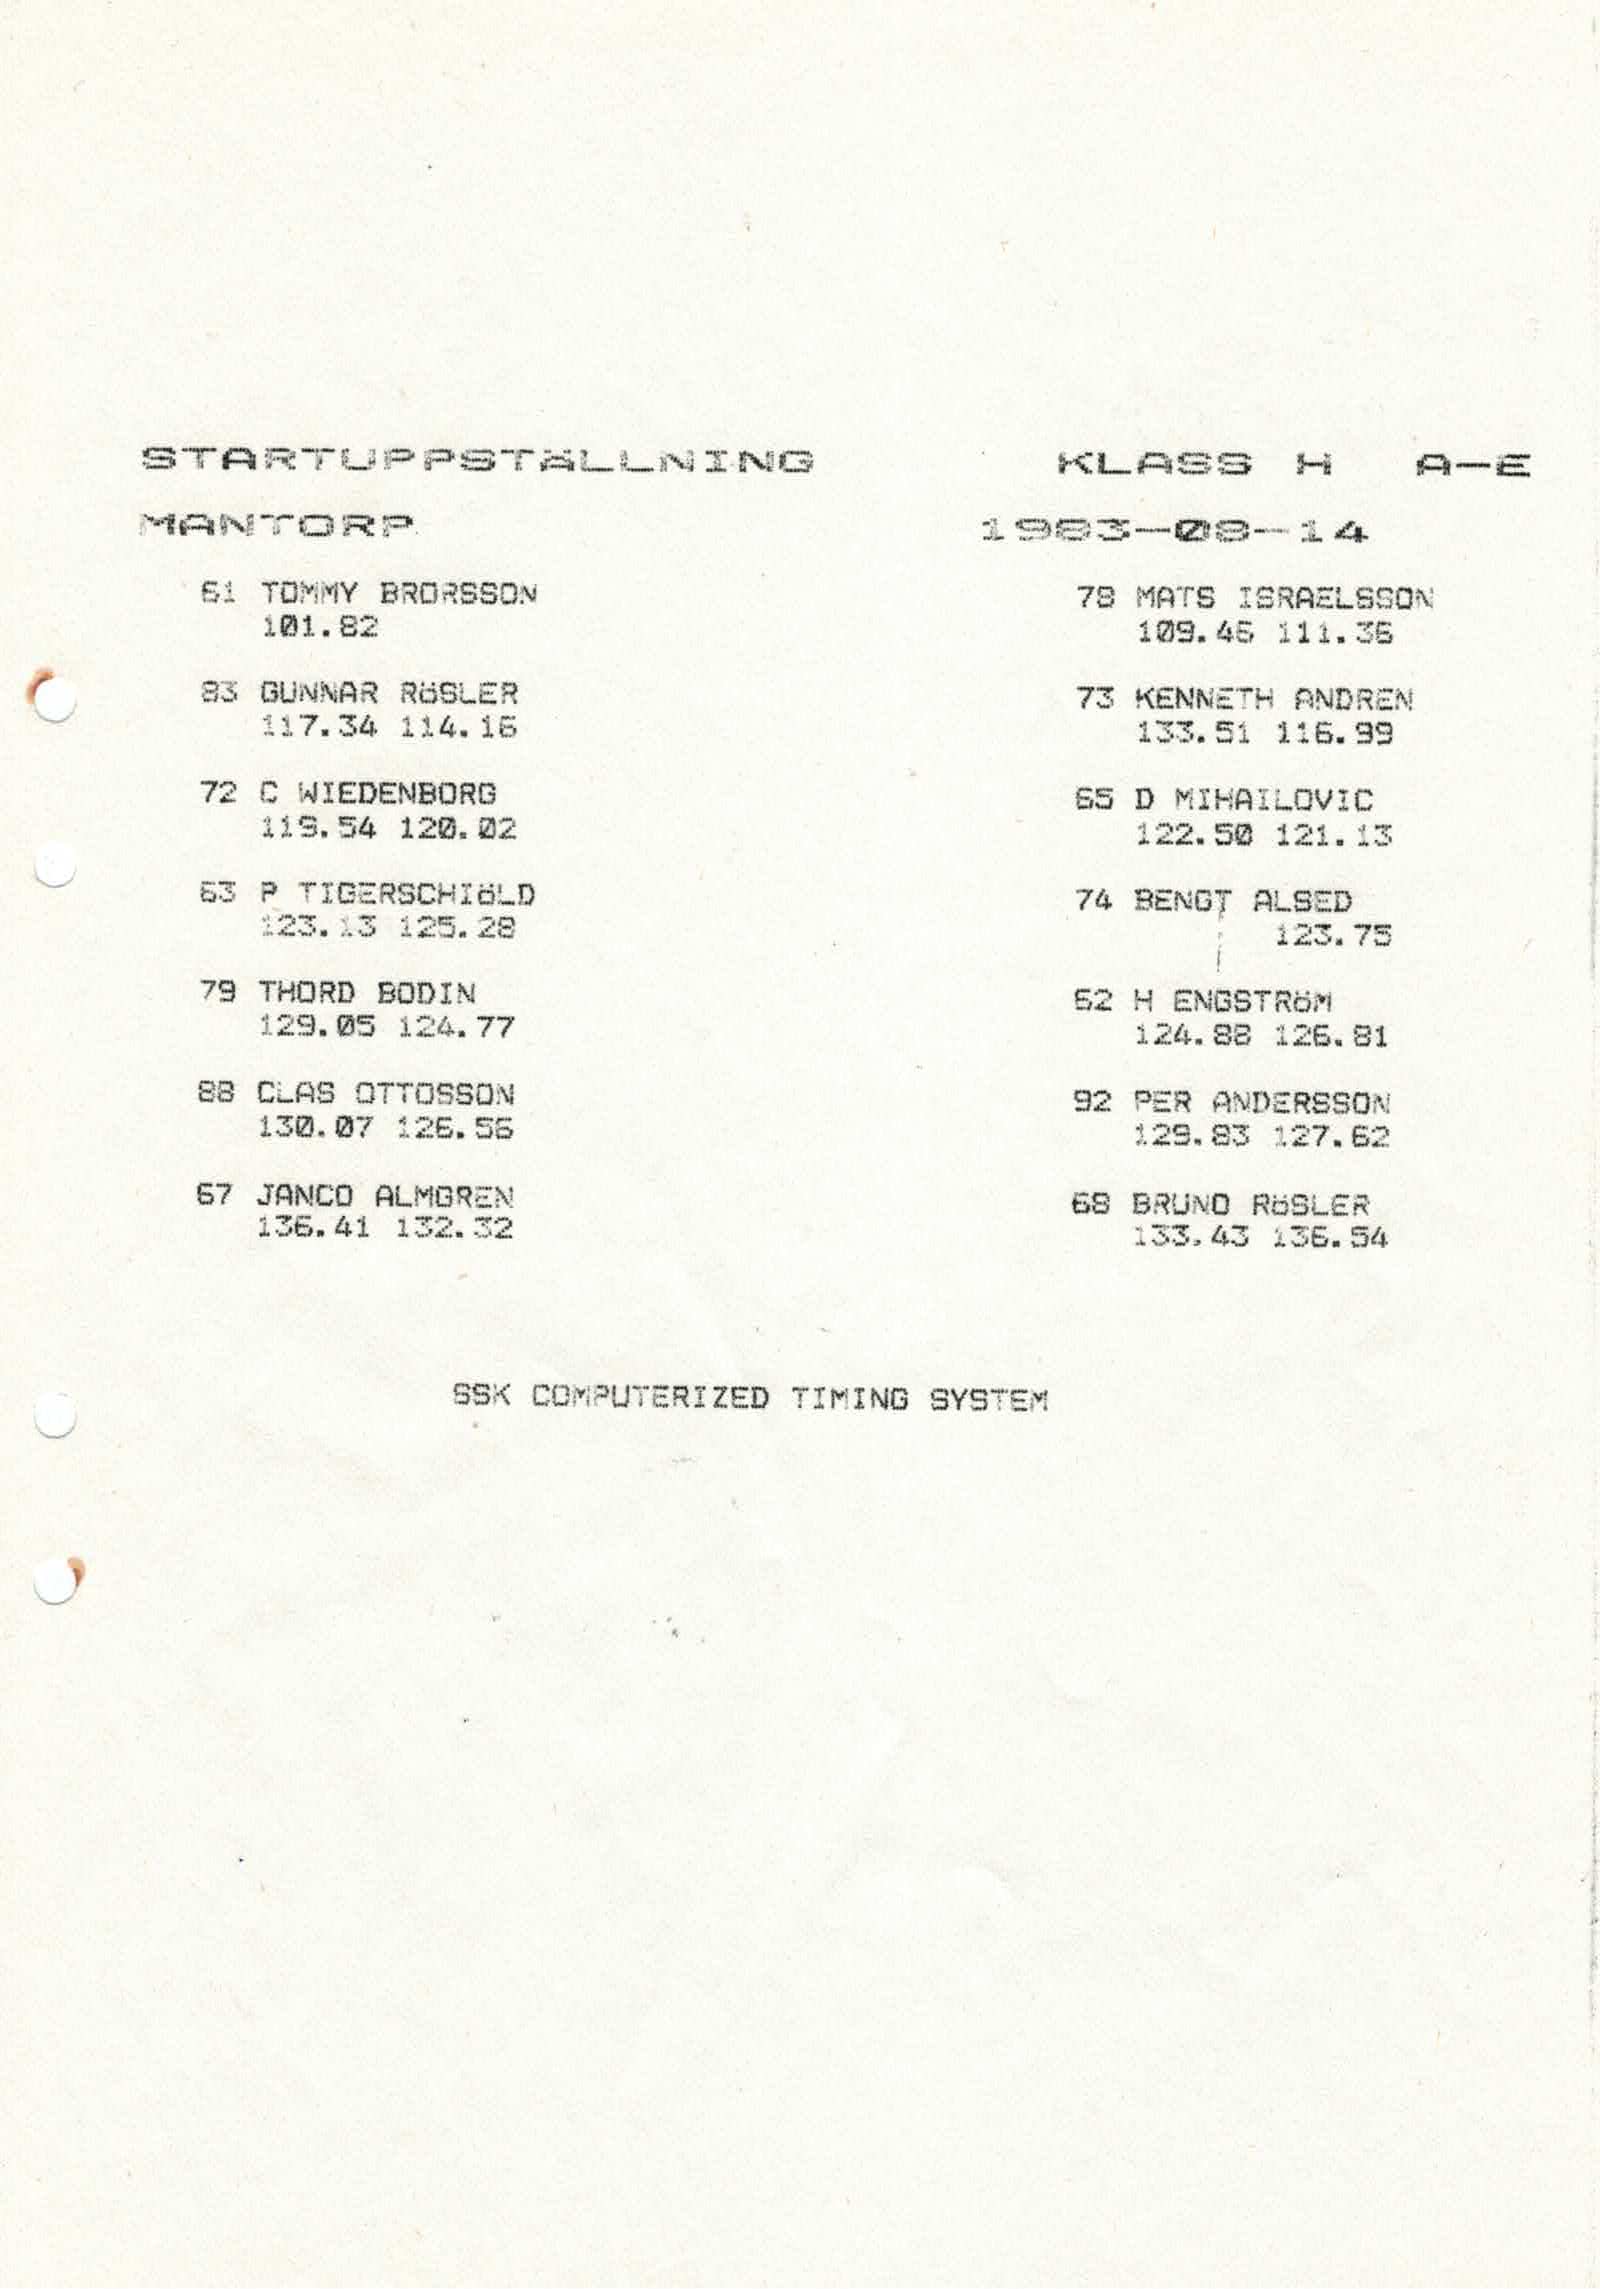 STARTUPPSTÄLLNING KLASS H A-E
MANTORP 1983-08-14
61 TOMMY BRORSSON
101.82
78 MATS ISRAELSSON
109.46 111.36
83 GUNNAR RÖSLER
117.34 114.16
73 KENNETH ANDREN
133.51 116.99
72 C WIEDENBORG
119.54 120.02
65 D MIHAILOVIC
122.50 121.13
63 P TIGERSCHIÖLD
123.13 125.28
74 BENGT ALSED
123.75
79 THORD BODIN
129.05 124.77
62 H ENGSTRÖM
124.88 126.81
88 CLAS OTTOSSON
130.07 126.56
92 PER ANDERSSON
129.83 127.62
67 JANCO ALMGREN
136.41 132.32
68 BRUNO RÖSLER
133.43 136.54
SSK COMPUTERIZED TIMING SYSTEM